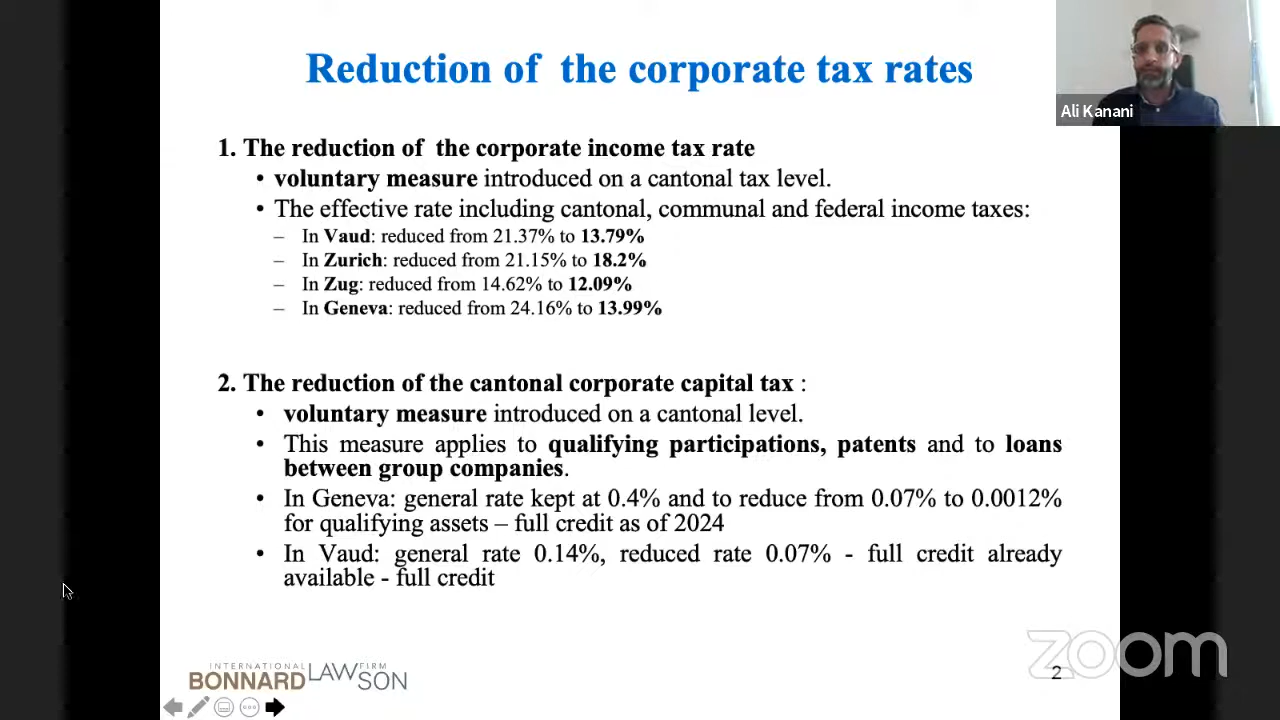 Reduction of the corporate tax rates
Ali Kanani
1. The reduction of the corporate income tax rate
• voluntary measure introduced on a cantonal tax level.
• The effective rate including cantonal, communal and federal income taxes:
– In Vaud: reduced from 21.37% to 13.79%
– In Zurich: reduced from 21.15% to 18.2%
– In Zug: reduced from 14.62% to 12.09%
– In Geneva: reduced from 24.16% to 13.99%
2. The reduction of the cantonal corporate capital tax :
• voluntary measure introduced on a cantonal level.
• This measure applies to qualifying participations, patents and to loans
between group companies.
• In Geneva: general rate kept at 0.4% and to reduce from 0.07% to 0.0012%
for qualifying assets – full credit as of 2024
• In Vaud: general rate 0.14%, reduced rate 0.07% - full credit already
available - full credit
INTERNATIONAL LAW FIRM
BONNARD LAWSON
zoom
2